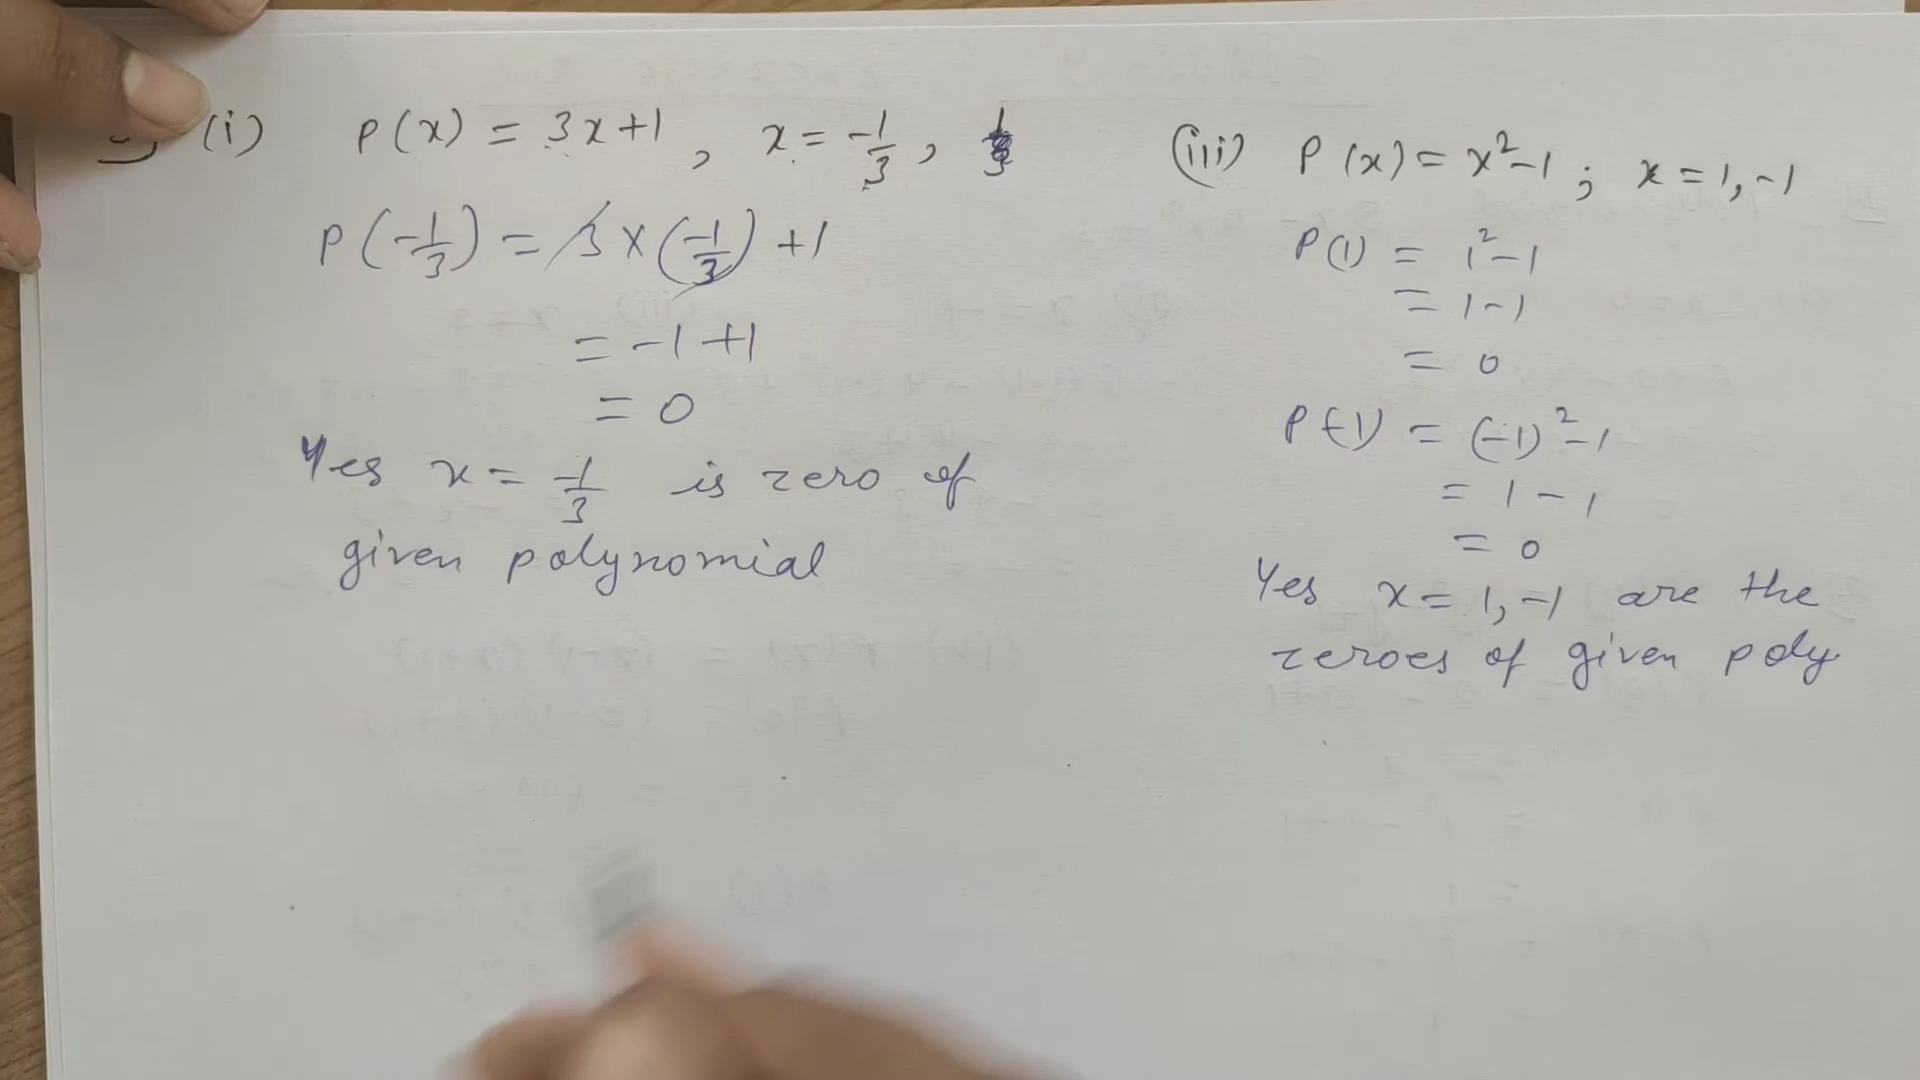 (i) P(x) = 3x+1, x = -1/3,
P(-1/3) = 3 × (-1/3) + 1
= -1 + 1
= 0
Yes x = -1/3 is zero of
given polynomial
(iii) P(x) = x²-1; x = 1, -1
P(1) = 1²-1
= 1-1
= 0
P(-1) = (-1)²-1
= 1 - 1
= 0
Yes x = 1, -1 are the
zeroes of given poly